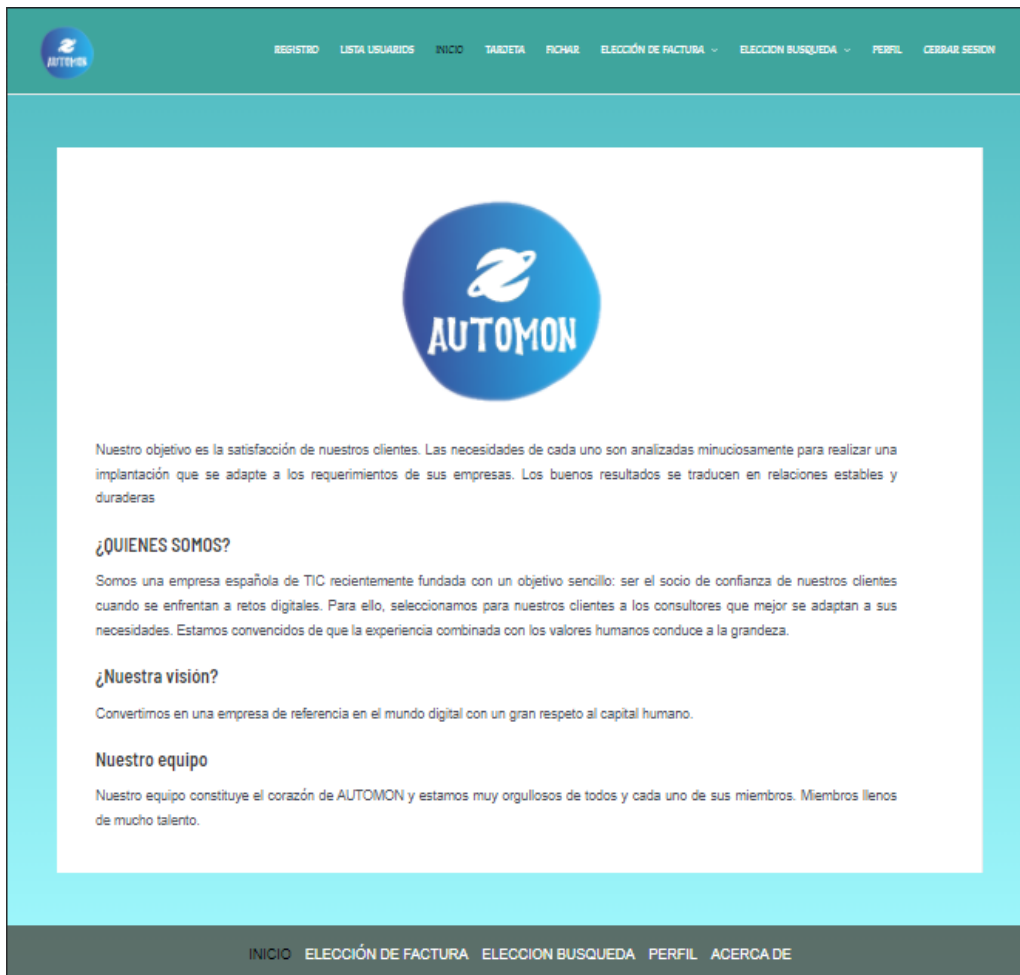 AUTOMON
REGISTRO LISTA USUARIOS INICIO TARJETA FICHAR ELECCIÓN DE FACTURA ELECCION BUSQUEDA PERFIL CERRAR SESION
AUTOMON
Nuestro objetivo es la satisfacción de nuestros clientes. Las necesidades de cada uno son analizadas minuciosamente para realizar una
implantación que se adapte a los requerimientos de sus empresas. Los buenos resultados se traducen en relaciones estables y
duraderas
¿QUIENES SOMOS?
Somos una empresa española de TIC recientemente fundada con un objetivo sencillo: ser el socio de confianza de nuestros clientes
cuando se enfrentan a retos digitales. Para ello, seleccionamos para nuestros clientes a los consultores que mejor se adaptan a sus
necesidades. Estamos convencidos de que la experiencia combinada con los valores humanos conduce a la grandeza.
¿Nuestra visión?
Convertirnos en una empresa de referencia en el mundo digital con un gran respeto al capital humano.
Nuestro equipo
Nuestro equipo constituye el corazón de AUTOMON y estamos muy orgullosos de todos y cada uno de sus miembros. Miembros llenos
de mucho talento.
INICIO ELECCIÓN DE FACTURA ELECCION BUSQUEDA PERFIL ACERCA DE